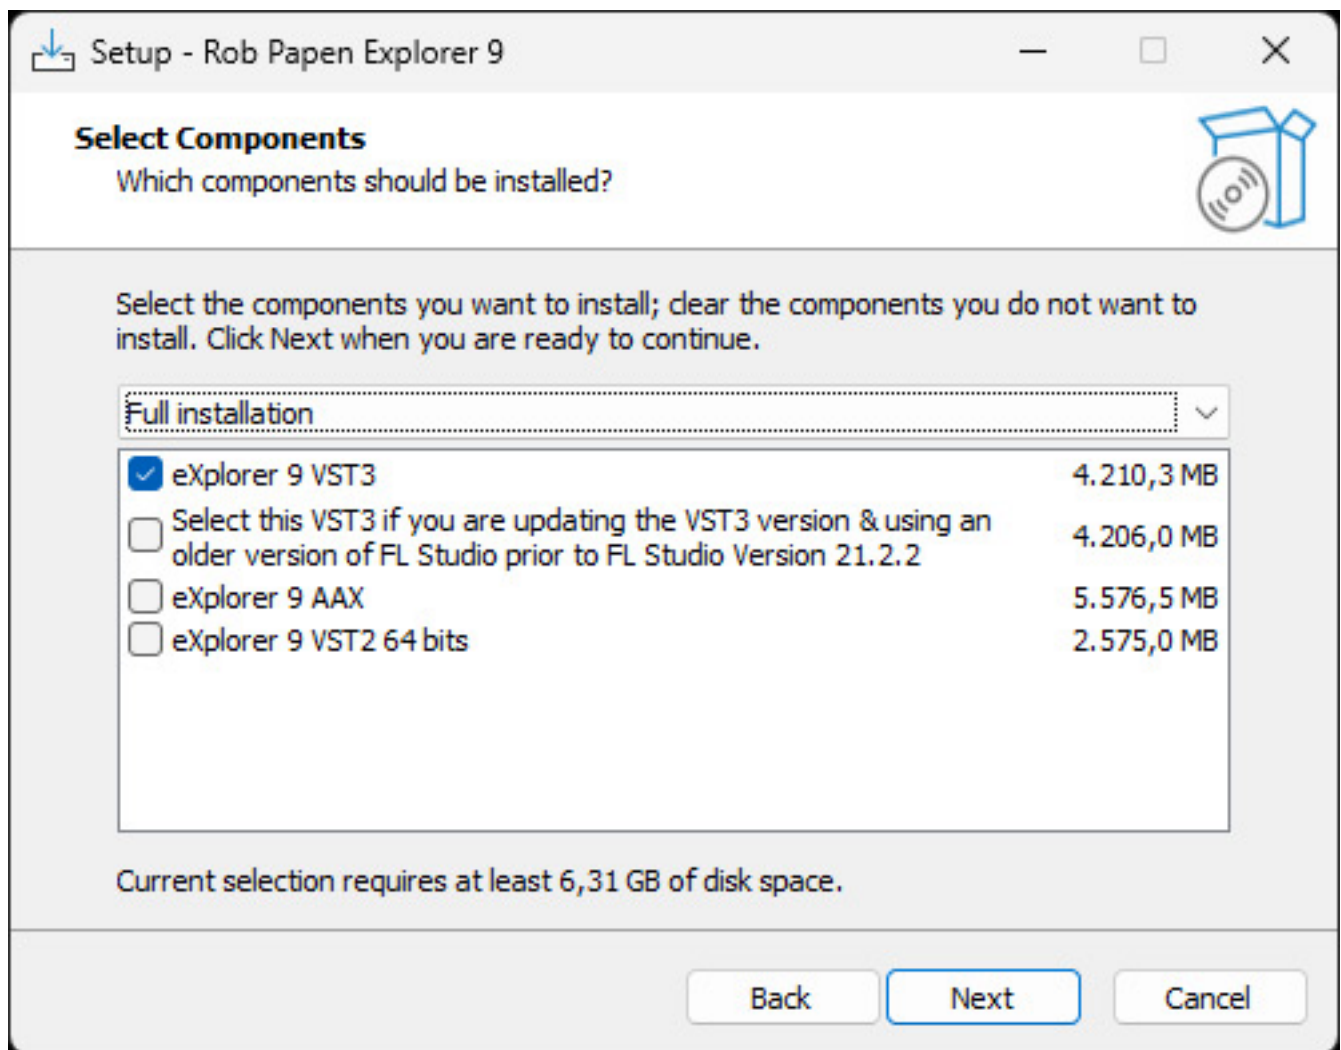 Setup - Rob Papen Explorer 9
Select Components
Which components should be installed?
Select the components you want to install; clear the components you do not want to
install. Click Next when you are ready to continue.
Full installation
eXplorer 9 VST3 4.210,3 MB
Select this VST3 if you are updating the VST3 version & using an
older version of FL Studio prior to FL Studio Version 21.2.2 4.206,0 MB
eXplorer 9 AAX 5.576,5 MB
eXplorer 9 VST2 64 bits 2.575,0 MB
Current selection requires at least 6,31 GB of disk space.
Back Next Cancel